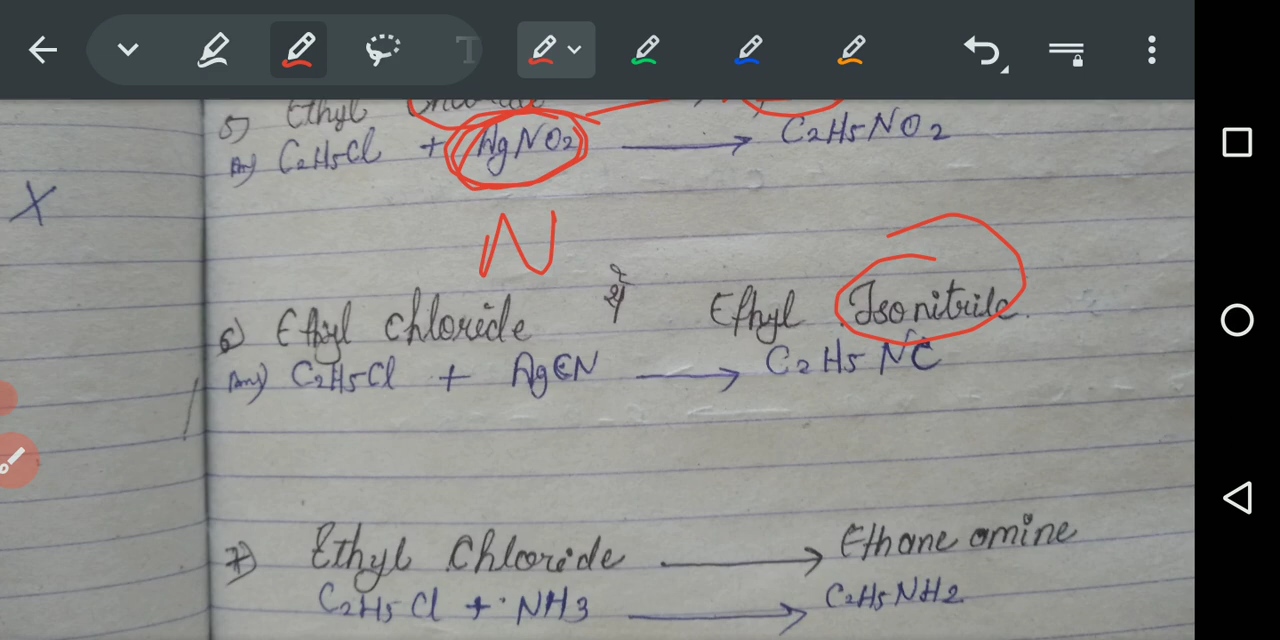 5) Ethyl Chloride
Ans) C2H5Cl + AgNO2 → C2H5NO2
N
6) Ethyl Chloride से Ethyl Isonitrile.
Ans) C2H5Cl + AgCN → C2H5NC
7) Ethyl Chloride → Ethane amine
C2H5Cl + NH3 → C2H5NH2
X
T